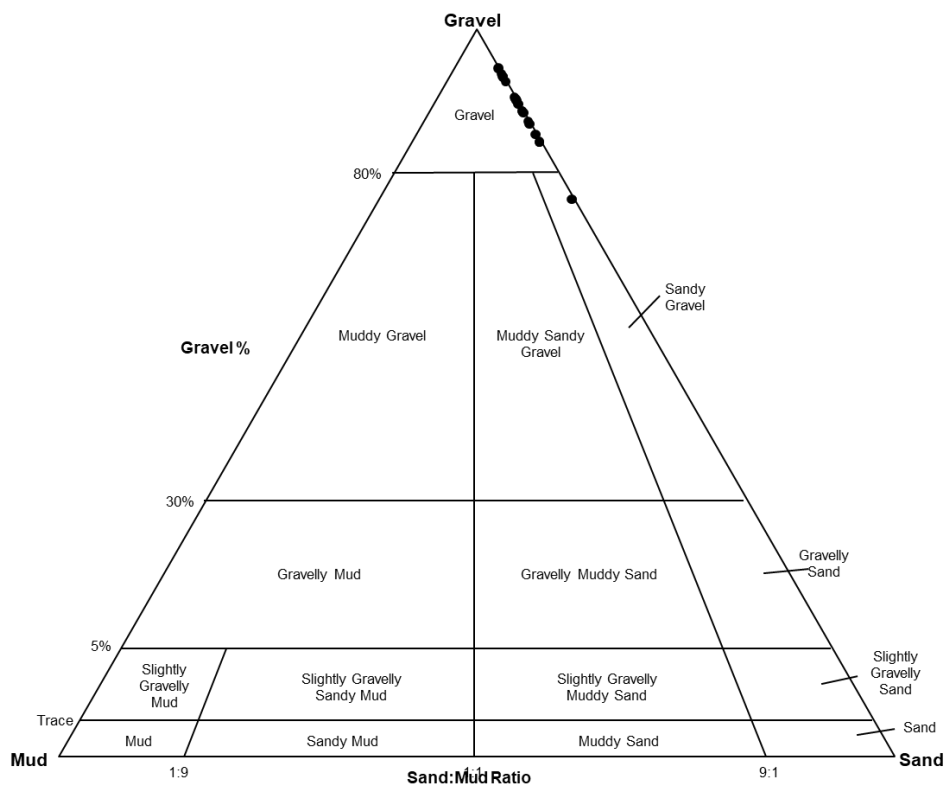 Gravel
Gravel
80%
Sandy
Gravel
Muddy Gravel
Muddy Sandy
Gravel
Gravel %
30%
Gravelly
Sand
Gravelly Mud
Gravelly Muddy Sand
5%
Slightly
Gravelly
Mud
Slightly Gravelly
Sandy Mud
Slightly Gravelly
Muddy Sand
Slightly
Gravelly
Sand
Trace
Mud
Sandy Mud
Muddy Sand
Sand
Mud
Sand
1:9
1:1
9:1
Sand:Mud Ratio